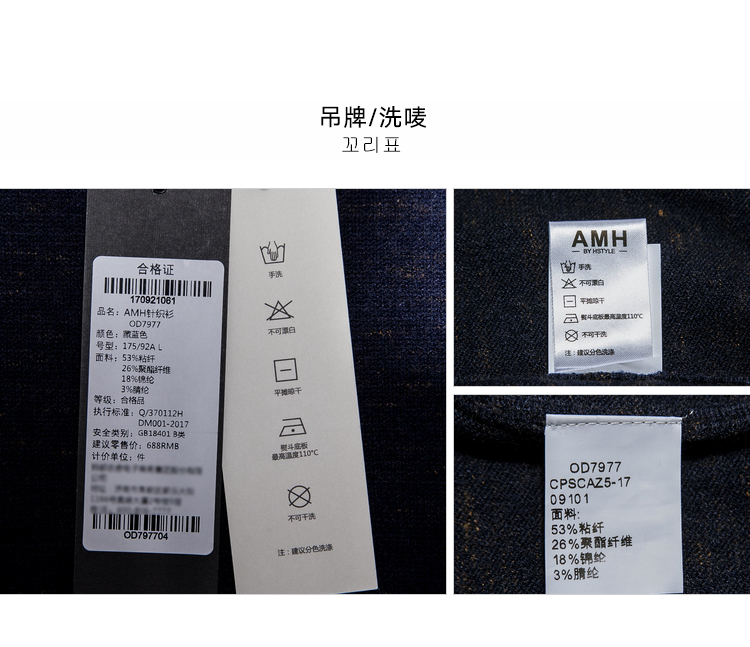 吊牌/洗唛
꼬리표
合格证
170921061
品名：AMH针织衫
OD7977
颜色：藏蓝色
号型：175/92A L
面料：53%粘纤
26%聚酯纤维
18%锦纶
3%腈纶
等级：合格品
执行标准：Q/370112H
DM001-2017
安全类别：GB18401 B类
建议零售价：688RMB
计价单位：件
OD797704
手洗
不可漂白
平摊晾干
熨斗底板
最高温度110℃
不可干洗
注：建议分色洗涤
AMH
BY HSTYLE
手洗
不可漂白
平摊晾干
熨斗底板最高温度110℃
不可干洗
注：建议分色洗涤
OD7977
CPSCAZ5-17
09101
面料：
53%粘纤
26%聚酯纤维
18%锦纶
3%腈纶